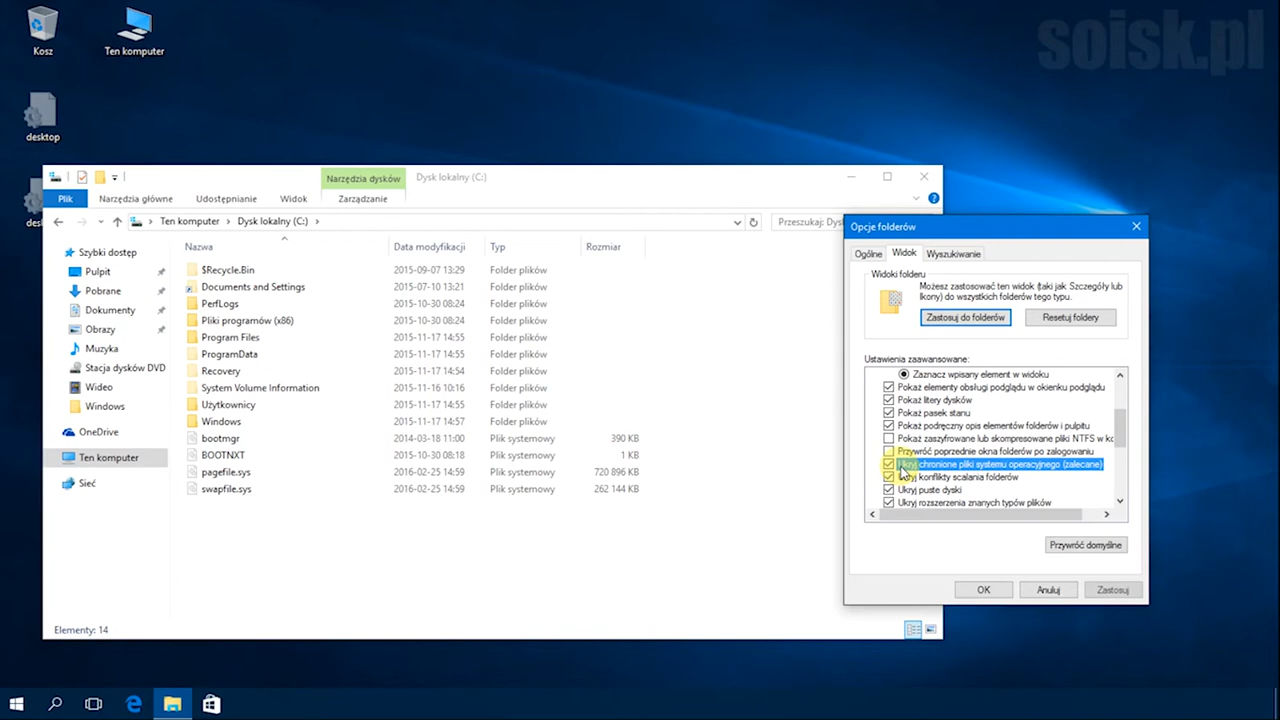 soisk.pl
Kosz
Ten komputer
desktop
Narzędzia dysków
Dysk lokalny (C:)
Plik
Narzędzia główne
Udostępnianie
Widok
Zarządzanie
Ten komputer
Dysk lokalny (C:)
Przeszukaj:
Nazwa
Data modyfikacji
Typ
Rozmiar
Szybki dostęp
Pulpit
Pobrane
Dokumenty
Obrazy
Muzyka
Stacja dysków DVD
Wideo
Windows
OneDrive
Ten komputer
Sieć
$Recycle.Bin 2015-09-07 13:29 Folder plików
Documents and Settings 2015-07-10 13:21 Folder plików
PerfLogs 2015-10-30 08:24 Folder plików
Pliki programów (x86) 2015-10-30 08:24 Folder plików
Program Files 2015-11-17 14:55 Folder plików
ProgramData 2015-11-17 14:55 Folder plików
Recovery 2015-11-17 14:54 Folder plików
System Volume Information 2015-11-16 10:16 Folder plików
Użytkownicy 2015-11-17 14:55 Folder plików
Windows 2015-11-17 14:57 Folder plików
bootmgr 2014-03-18 11:00 Plik systemowy 390 KB
BOOTNXT 2015-11-17 14:55 Plik systemowy 1 KB
pagefile.sys 2016-02-25 14:59 Plik systemowy 720 896 KB
swapfile.sys 2016-02-25 14:59 Plik systemowy 262 144 KB
Elementy: 14
Opcje folderów
Ogólne
Widok
Wyszukiwanie
Widoki folderu
Możesz zastosować ten widok (taki jak Szczegóły lub
Ikony) do wszystkich folderów tego typu.
Zastosuj do folderów
Resetuj foldery
Ustawienia zaawansowane:
Zaznacz wpisany element w widoku
Pokaż elementy obsługi podglądu w okienku podglądu
Pokaż litery dysków
Pokaż pasek stanu
Pokaż podręczny opis elementów folderów i pulpitu
Pokaż zaszyfrowane lub skompresowane pliki NTFS w
Przywróć poprzednie okna folderów po zalogowaniu
Ukryj chronione pliki systemu operacyjnego (zalecane)
Ukryj konflikty scalania folderów
Ukryj puste dyski
Ukryj rozszerzenia znanych typów plików
Przywróć domyślne
OK
Anuluj
Zastosuj